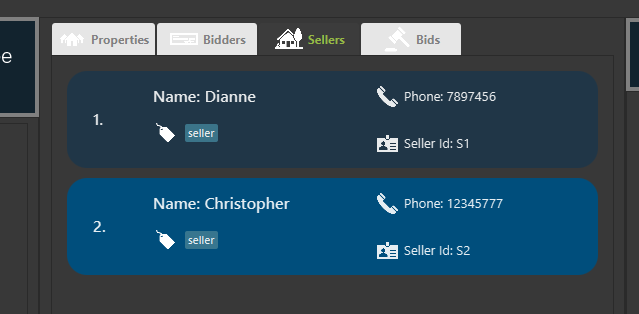 ee
Properties Bidders Sellers Bids
1.
Name: Dianne
Phone: 7897456
seller
Seller Id: S1
2.
Name: Christopher
Phone: 12345777
seller
Seller Id: S2